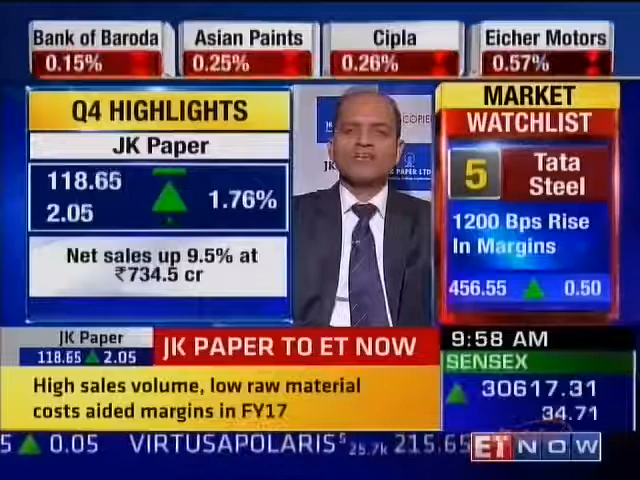 Bank of Baroda
0.15%
Asian Paints
0.25%
Cipla
0.26%
Eicher Motors
0.57%
Q4 HIGHLIGHTS
JK Paper
118.65
2.05
1.76%
Net sales up 9.5% at
₹734.5 cr
COPIER
PAPER LTD
MARKET
WATCHLIST
5
Tata
Steel
1200 Bps Rise
In Margins
456.55 0.50
JK Paper
118.65 2.05
JK PAPER TO ET NOW
High sales volume, low raw material
costs aided margins in FY17
9:58 AM
SENSEX
30617.31
34.71
5 0.05 VIRTUSAPOLARIS S 25.7k 215.65
ET NOW